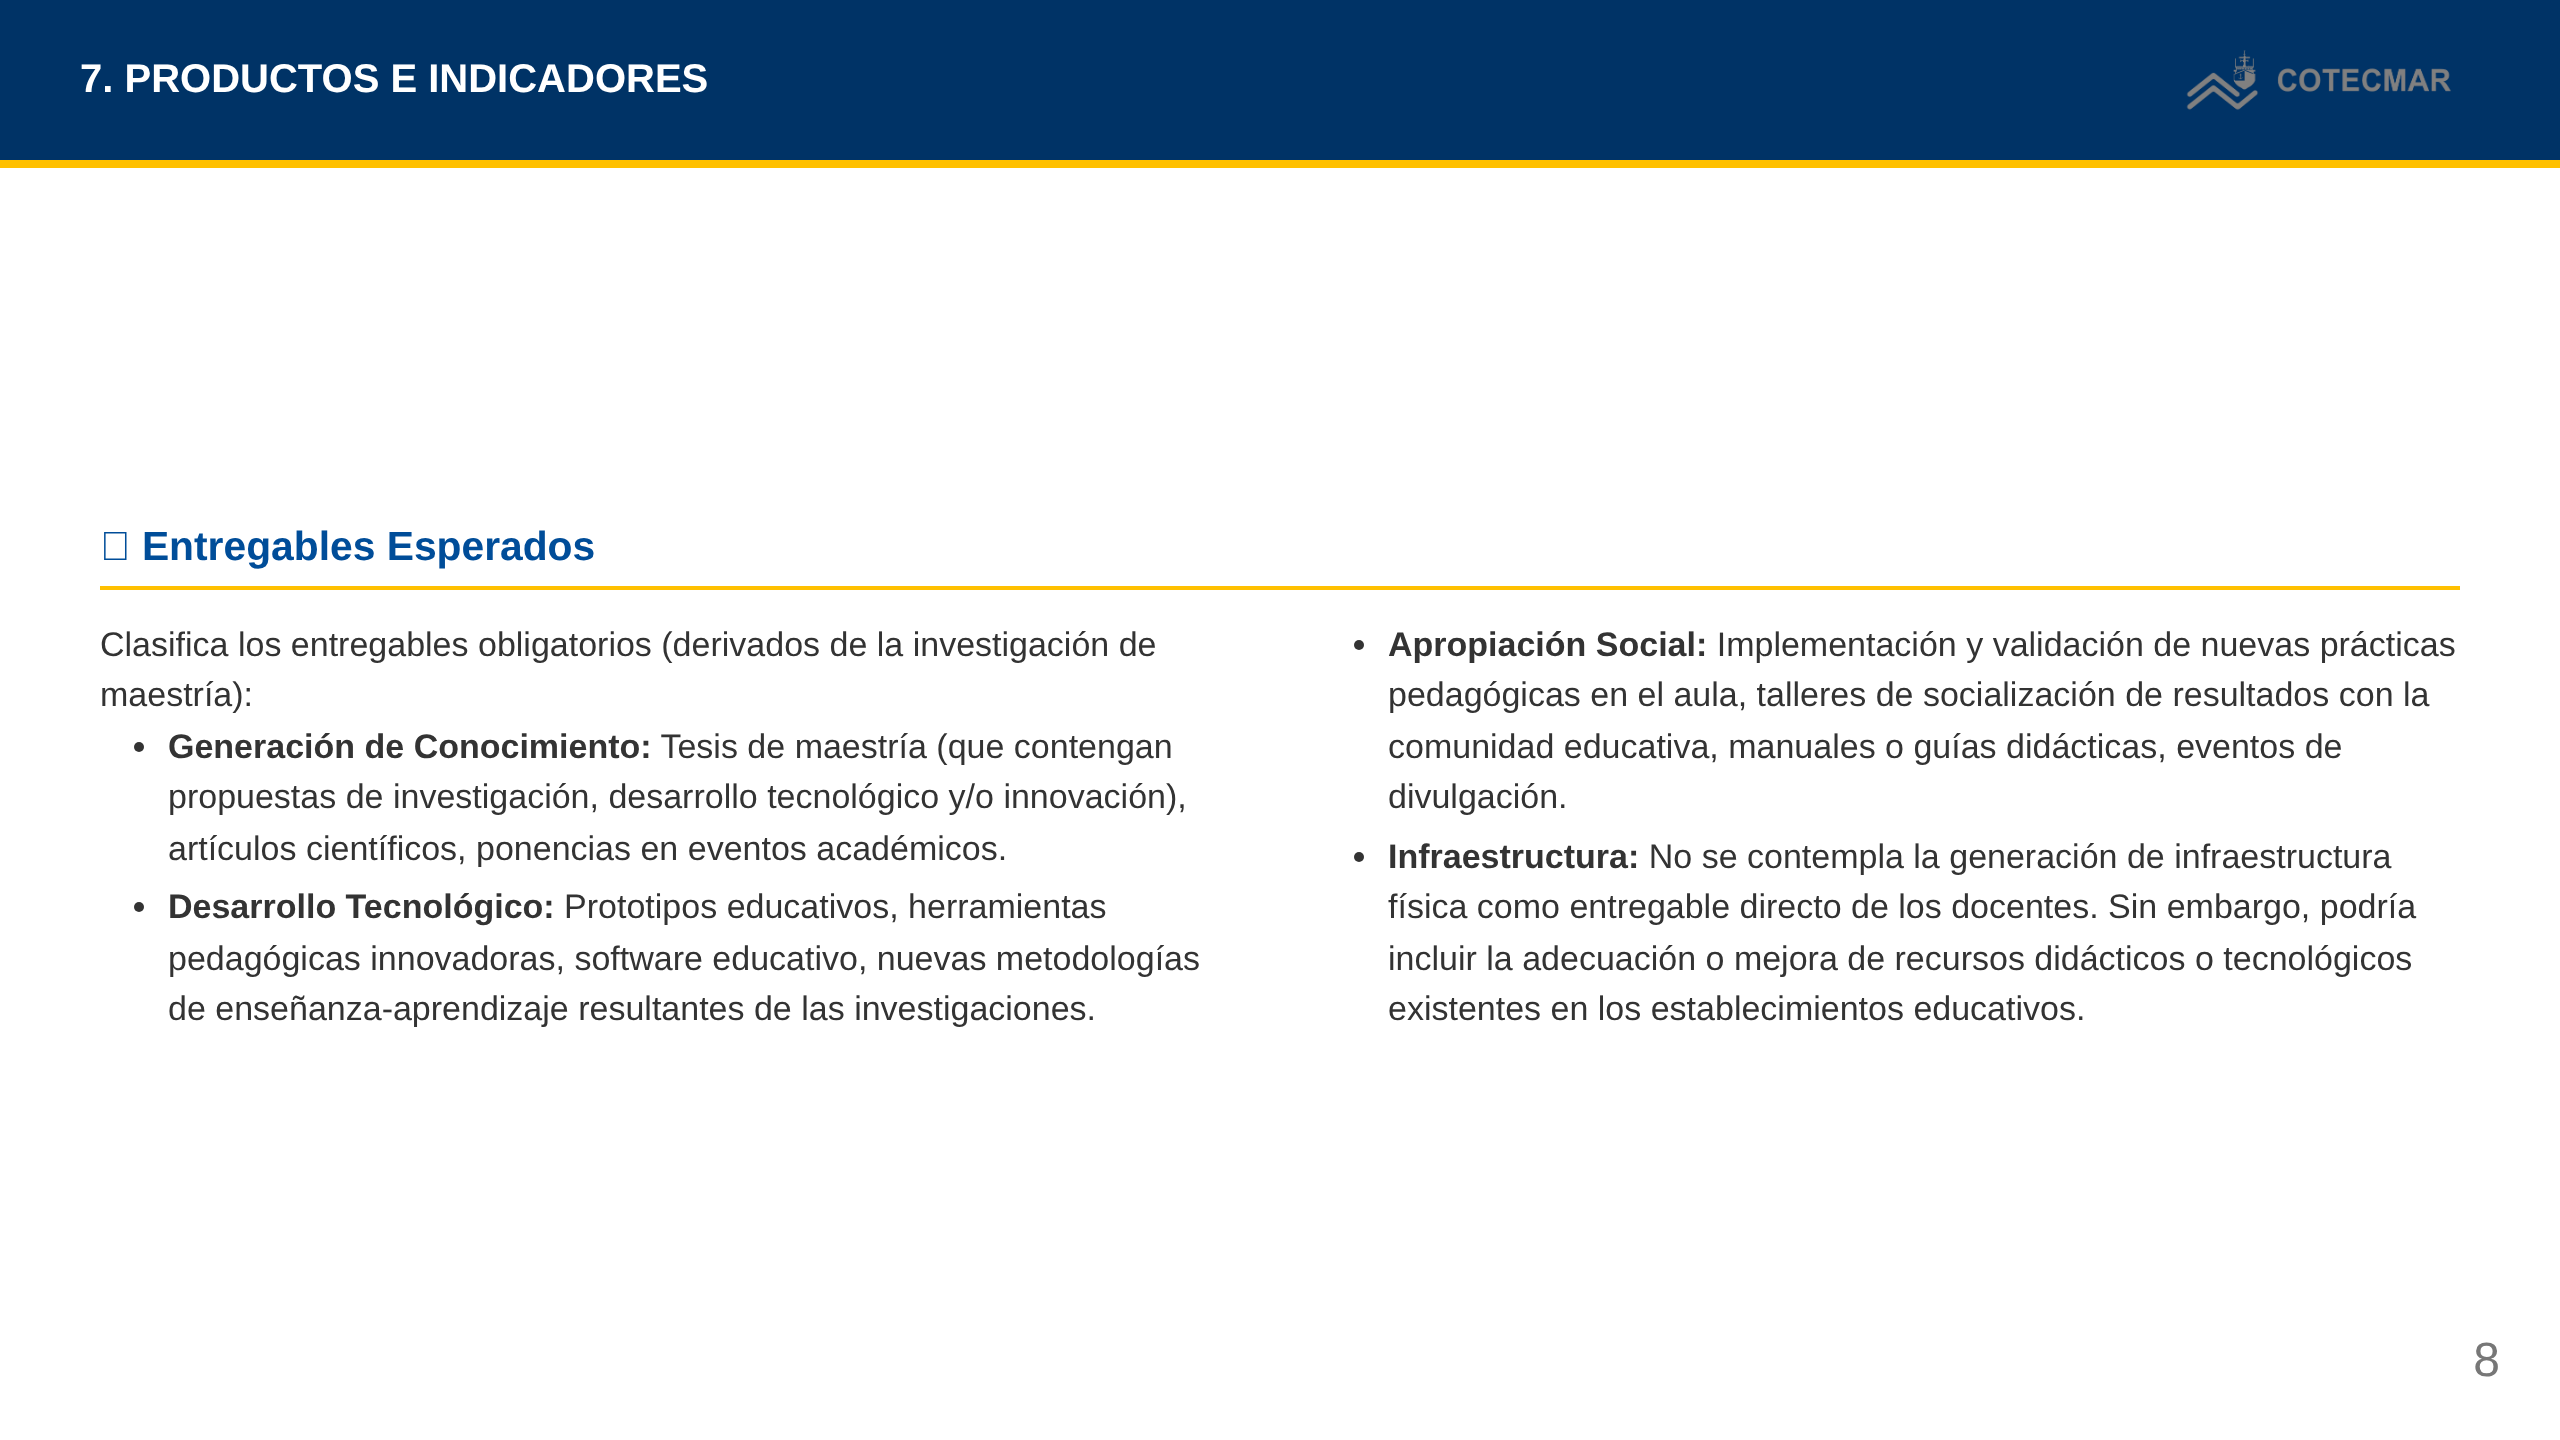 7. PRODUCTOS E INDICADORES
COTECMAR
Entregables Esperados
Clasifica los entregables obligatorios (derivados de la investigación de
maestría):
• Generación de Conocimiento: Tesis de maestría (que contengan
propuestas de investigación, desarrollo tecnológico y/o innovación),
artículos científicos, ponencias en eventos académicos.
• Desarrollo Tecnológico: Prototipos educativos, herramientas
pedagógicas innovadoras, software educativo, nuevas metodologías
de enseñanza-aprendizaje resultantes de las investigaciones.
• Apropiación Social: Implementación y validación de nuevas prácticas
pedagógicas en el aula, talleres de socialización de resultados con la
comunidad educativa, manuales o guías didácticas, eventos de
divulgación.
• Infraestructura: No se contempla la generación de infraestructura
física como entregable directo de los docentes. Sin embargo, podría
incluir la adecuación o mejora de recursos didácticos o tecnológicos
existentes en los establecimientos educativos.
8